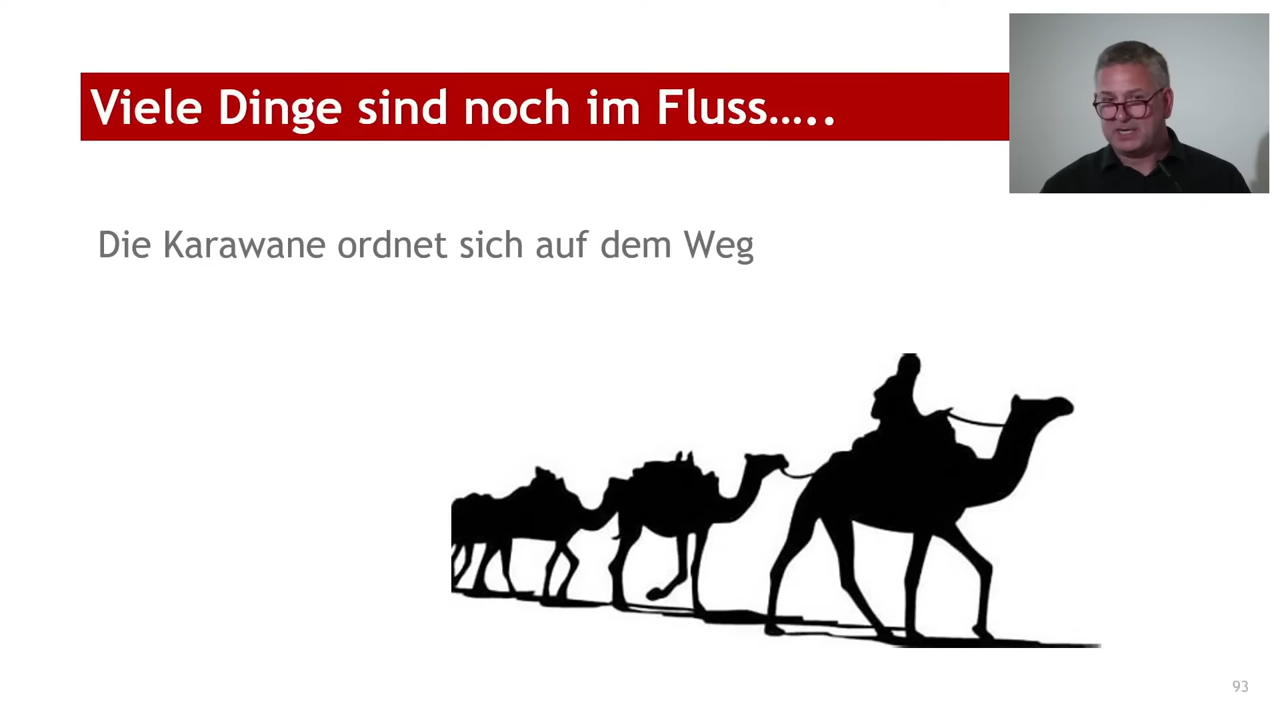 Viele Dinge sind noch im Fluss…..
Die Karawane ordnet sich auf dem Weg
93